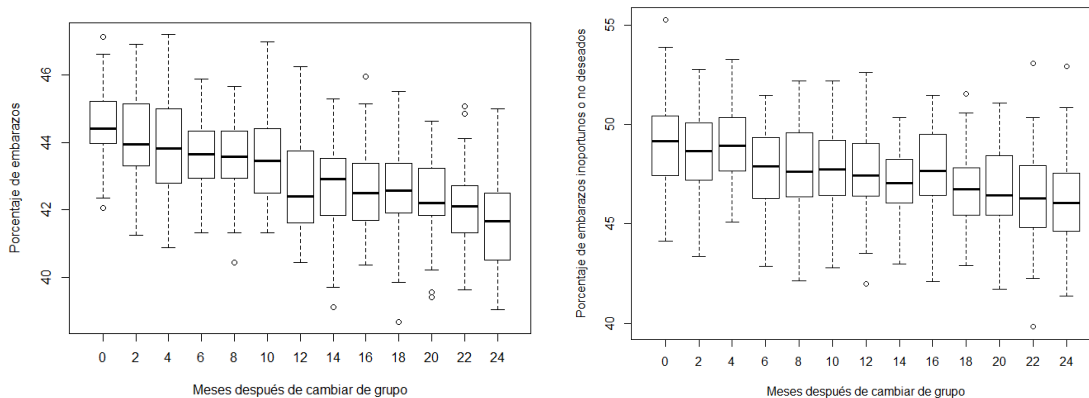 Porcentaje de embarazos
46
44
42
40
0 2 4 6 8 10 12 14 16 18 20 22 24
Meses después de cambiar de grupo
Porcentaje de embarazos inoportunos o no deseados
55
50
45
40
0 2 4 6 8 10 12 14 16 18 20 22 24
Meses después de cambiar de grupo